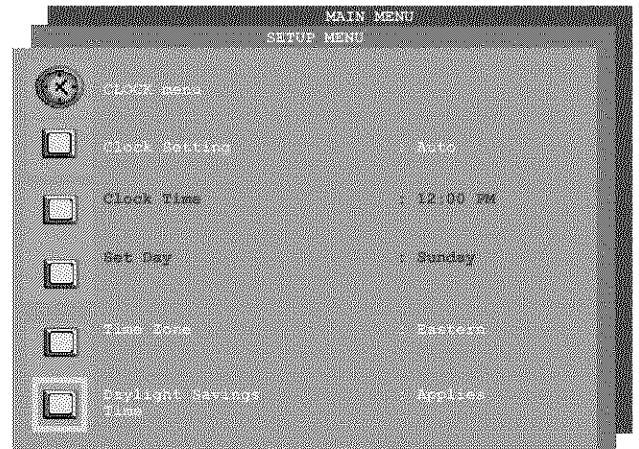 MAIN MENU
SETUP MENU
CLOCK menu
Clock Setting : Auto
Clock Time : 12:00 PM
Set Day : Sunday
Time Zone : Eastern
Daylight Savings : Applies
Time